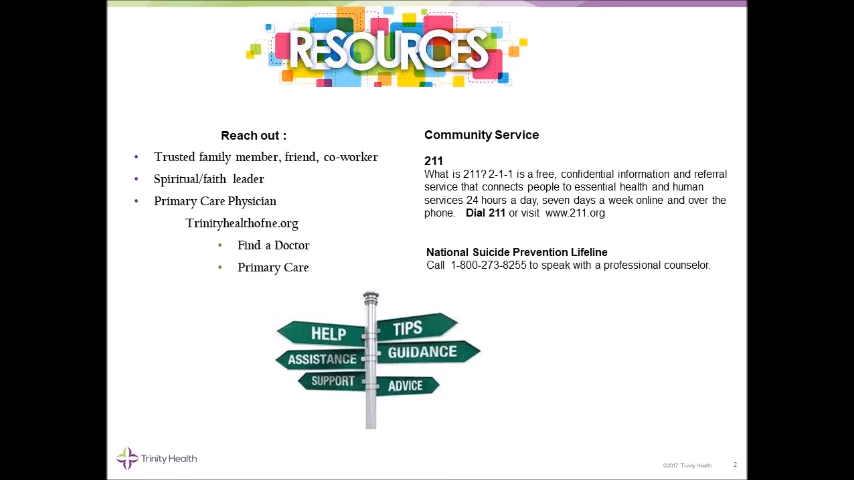 RESOURCES
Reach out :
• Trusted family member, friend, co-worker
• Spiritual/faith leader
• Primary Care Physician
Trinityhealthofne.org
• Find a Doctor
• Primary Care
Community Service
211
What is 211? 2-1-1 is a free, confidential information and referral
service that connects people to essential health and human
services 24 hours a day, seven days a week online and over the
phone. Dial 211 or visit www.211.org
National Suicide Prevention Lifeline
Call 1-800-273-8255 to speak with a professional counselor.
HELP
TIPS
ASSISTANCE
GUIDANCE
SUPPORT
ADVICE
Trinity Health
©2017 Trinity Health
2